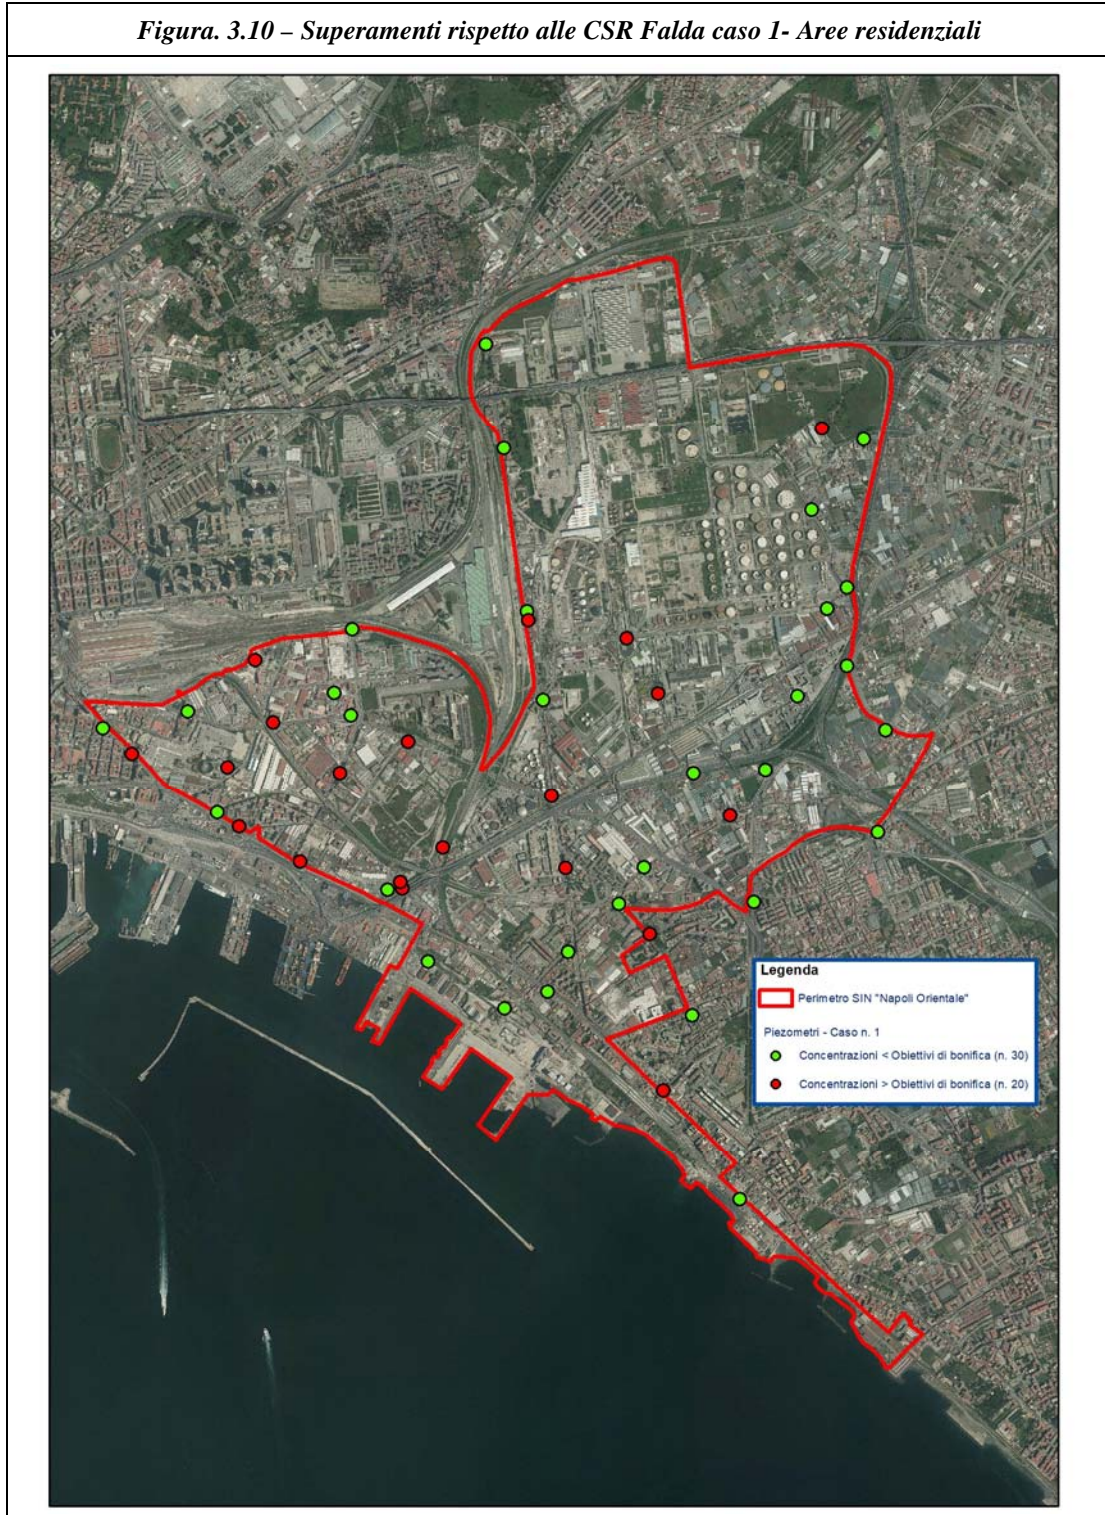 Figura. 3.10 – Superamenti rispetto alle CSR Falda caso 1- Aree residenziali
Legenda
Perimetro SIN "Napoli Orientale"
Piezometri - Caso n. 1
Concentrazioni < Obiettivi di bonifica (n. 30)
Concentrazioni > Obiettivi di bonifica (n. 20)